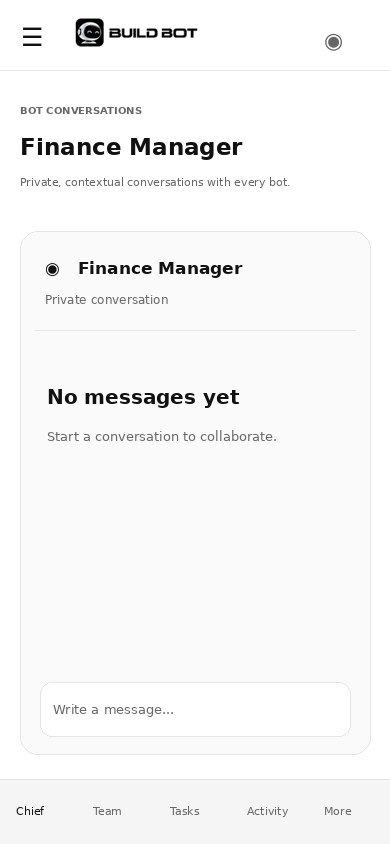 BUILD BOT
BOT CONVERSATIONS
Finance Manager
Private, contextual conversations with every bot.
Finance Manager
Private conversation
No messages yet
Start a conversation to collaborate.
Write a message...
Chief Team Tasks Activity More